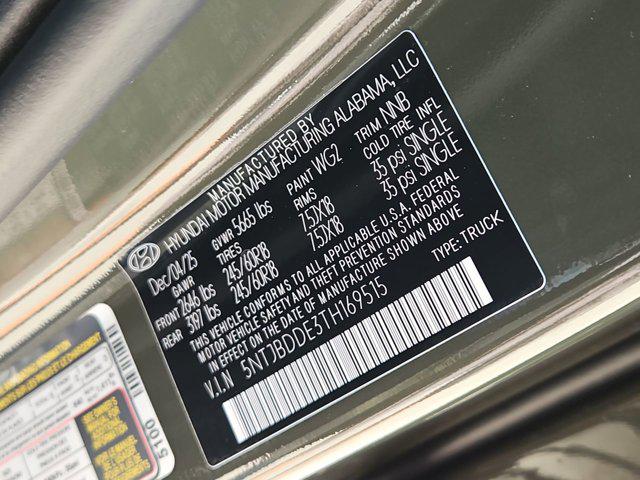 MANUFACTURED BY
HYUNDAI MOTOR MANUFACTURING ALABAMA, LLC
Dec/04/25 GVWR 5665 lbs PAINT WG2 TRIM NNB
GAWR TIRES RIMS COLD TIRE INFL
FRONT 2646 lbs 245/60R18 7.5JX18 35 psi SINGLE
REAR 3197 lbs 245/60R18 7.5JX18 35 psi SINGLE
THIS VEHICLE CONFORMS TO ALL APPLICABLE U.S.A. FEDERAL
MOTOR VEHICLE SAFETY AND THEFT PREVENTION STANDARDS
IN EFFECT ON THE DATE OF MANUFACTURE SHOWN ABOVE
V.I.N 5NTJBDDE3TH169515 TYPE: TRUCK
5100